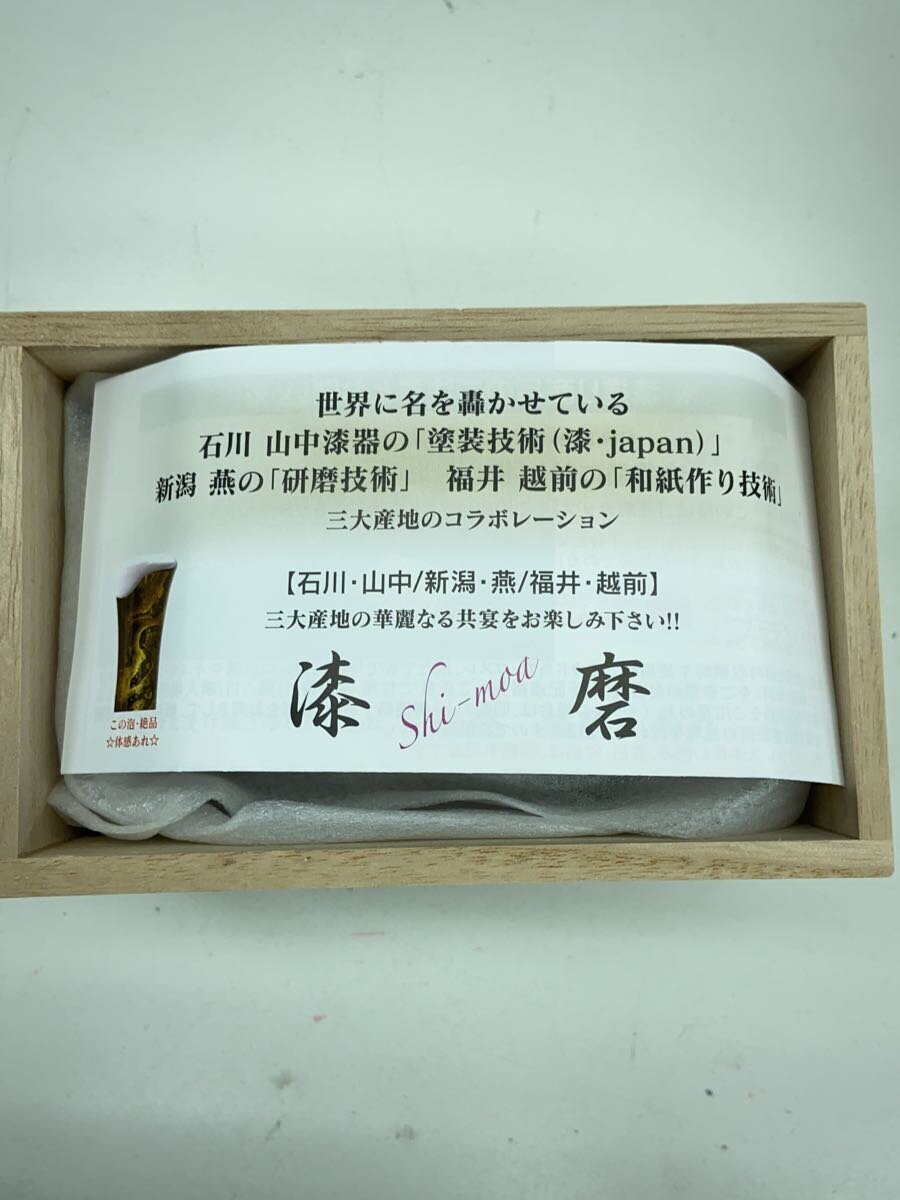 世界に名を轟かせている
石川 山中漆器の「塗装技術(漆・japan)」
新潟 燕の「研磨技術」 福井 越前の「和紙作り技術」
三大産地のコラボレーション
【石川・山中/新潟・燕/福井・越前】
三大産地の華麗なる共宴をお楽しみ下さい!!
漆 Shi-moa 磨
この泡・絶品
☆体感あれ☆